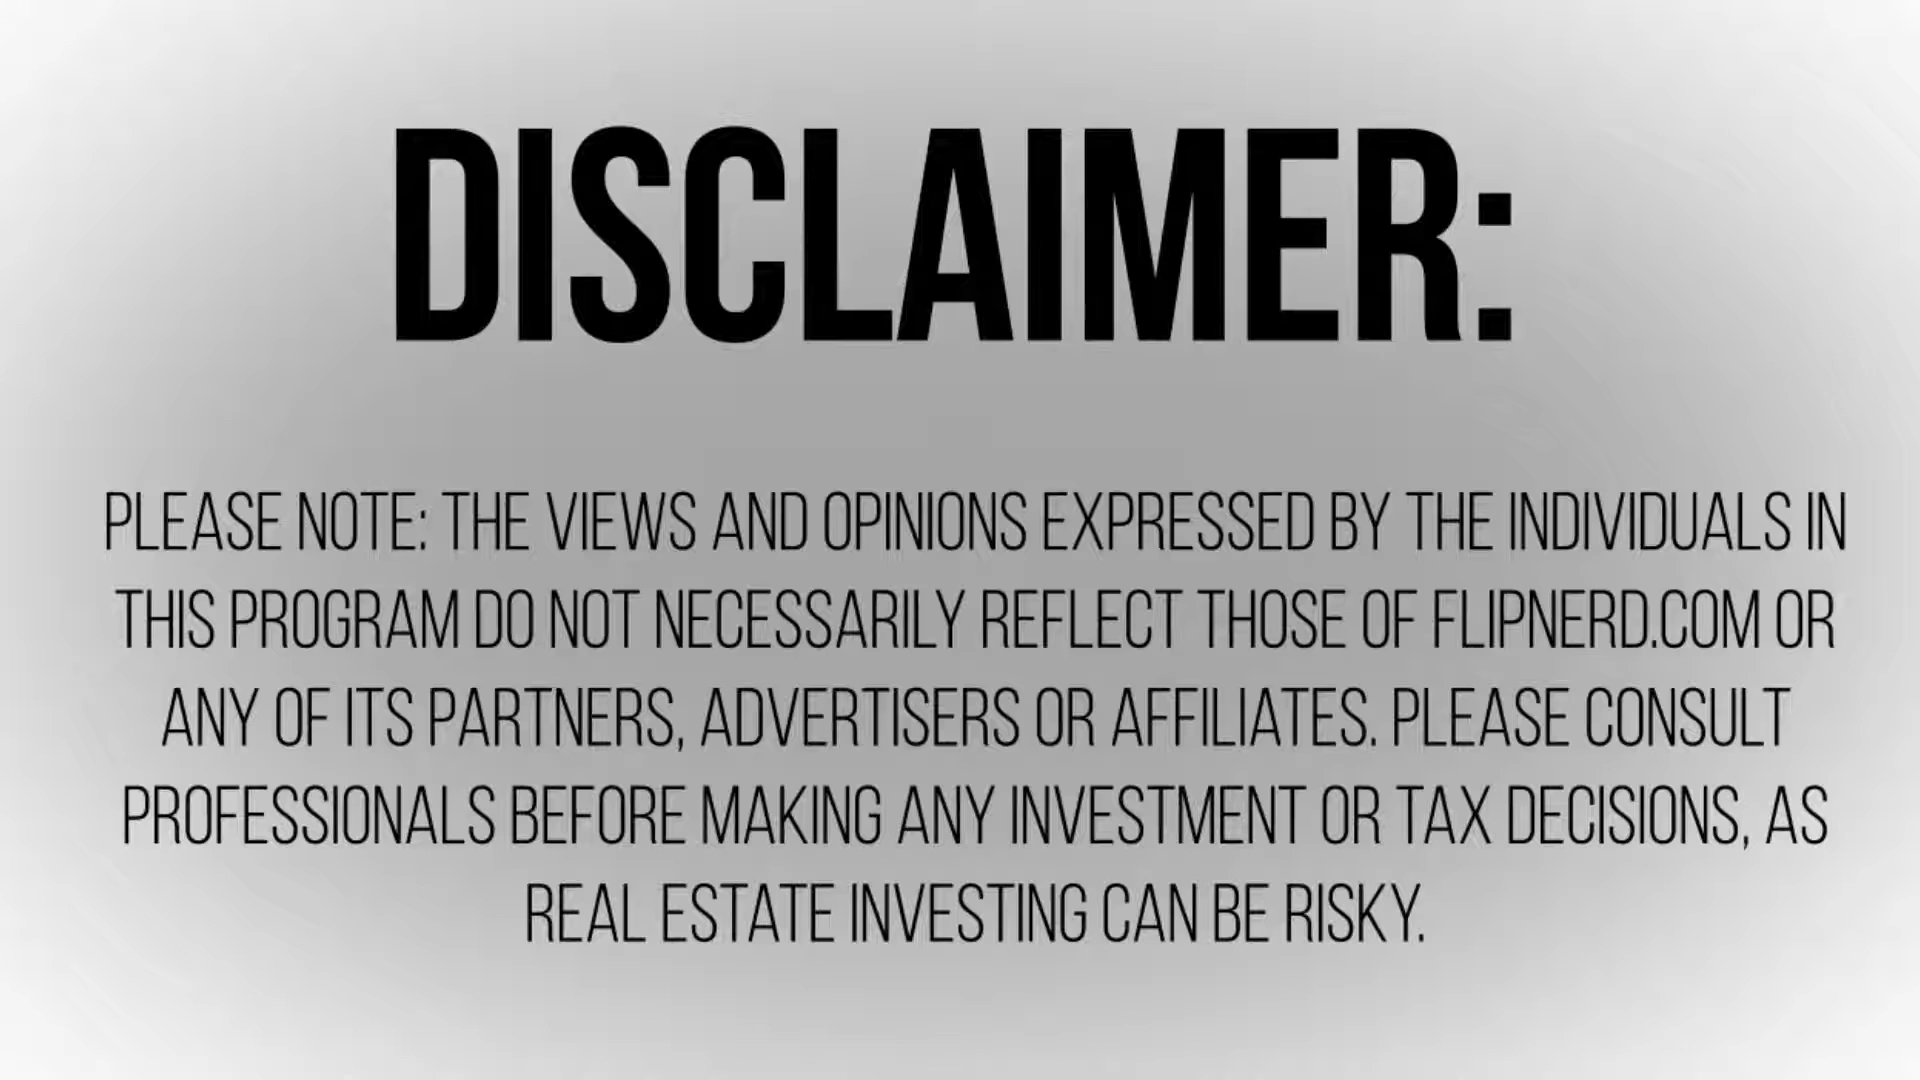 DISCLAIMER:
PLEASE NOTE: THE VIEWS AND OPINIONS EXPRESSED BY THE INDIVIDUALS IN
THIS PROGRAM DO NOT NECESSARILY REFLECT THOSE OF FLIPNERD.COM OR
ANY OF ITS PARTNERS, ADVERTISERS OR AFFILIATES. PLEASE CONSULT
PROFESSIONALS BEFORE MAKING ANY INVESTMENT OR TAX DECISIONS, AS
REAL ESTATE INVESTING CAN BE RISKY.